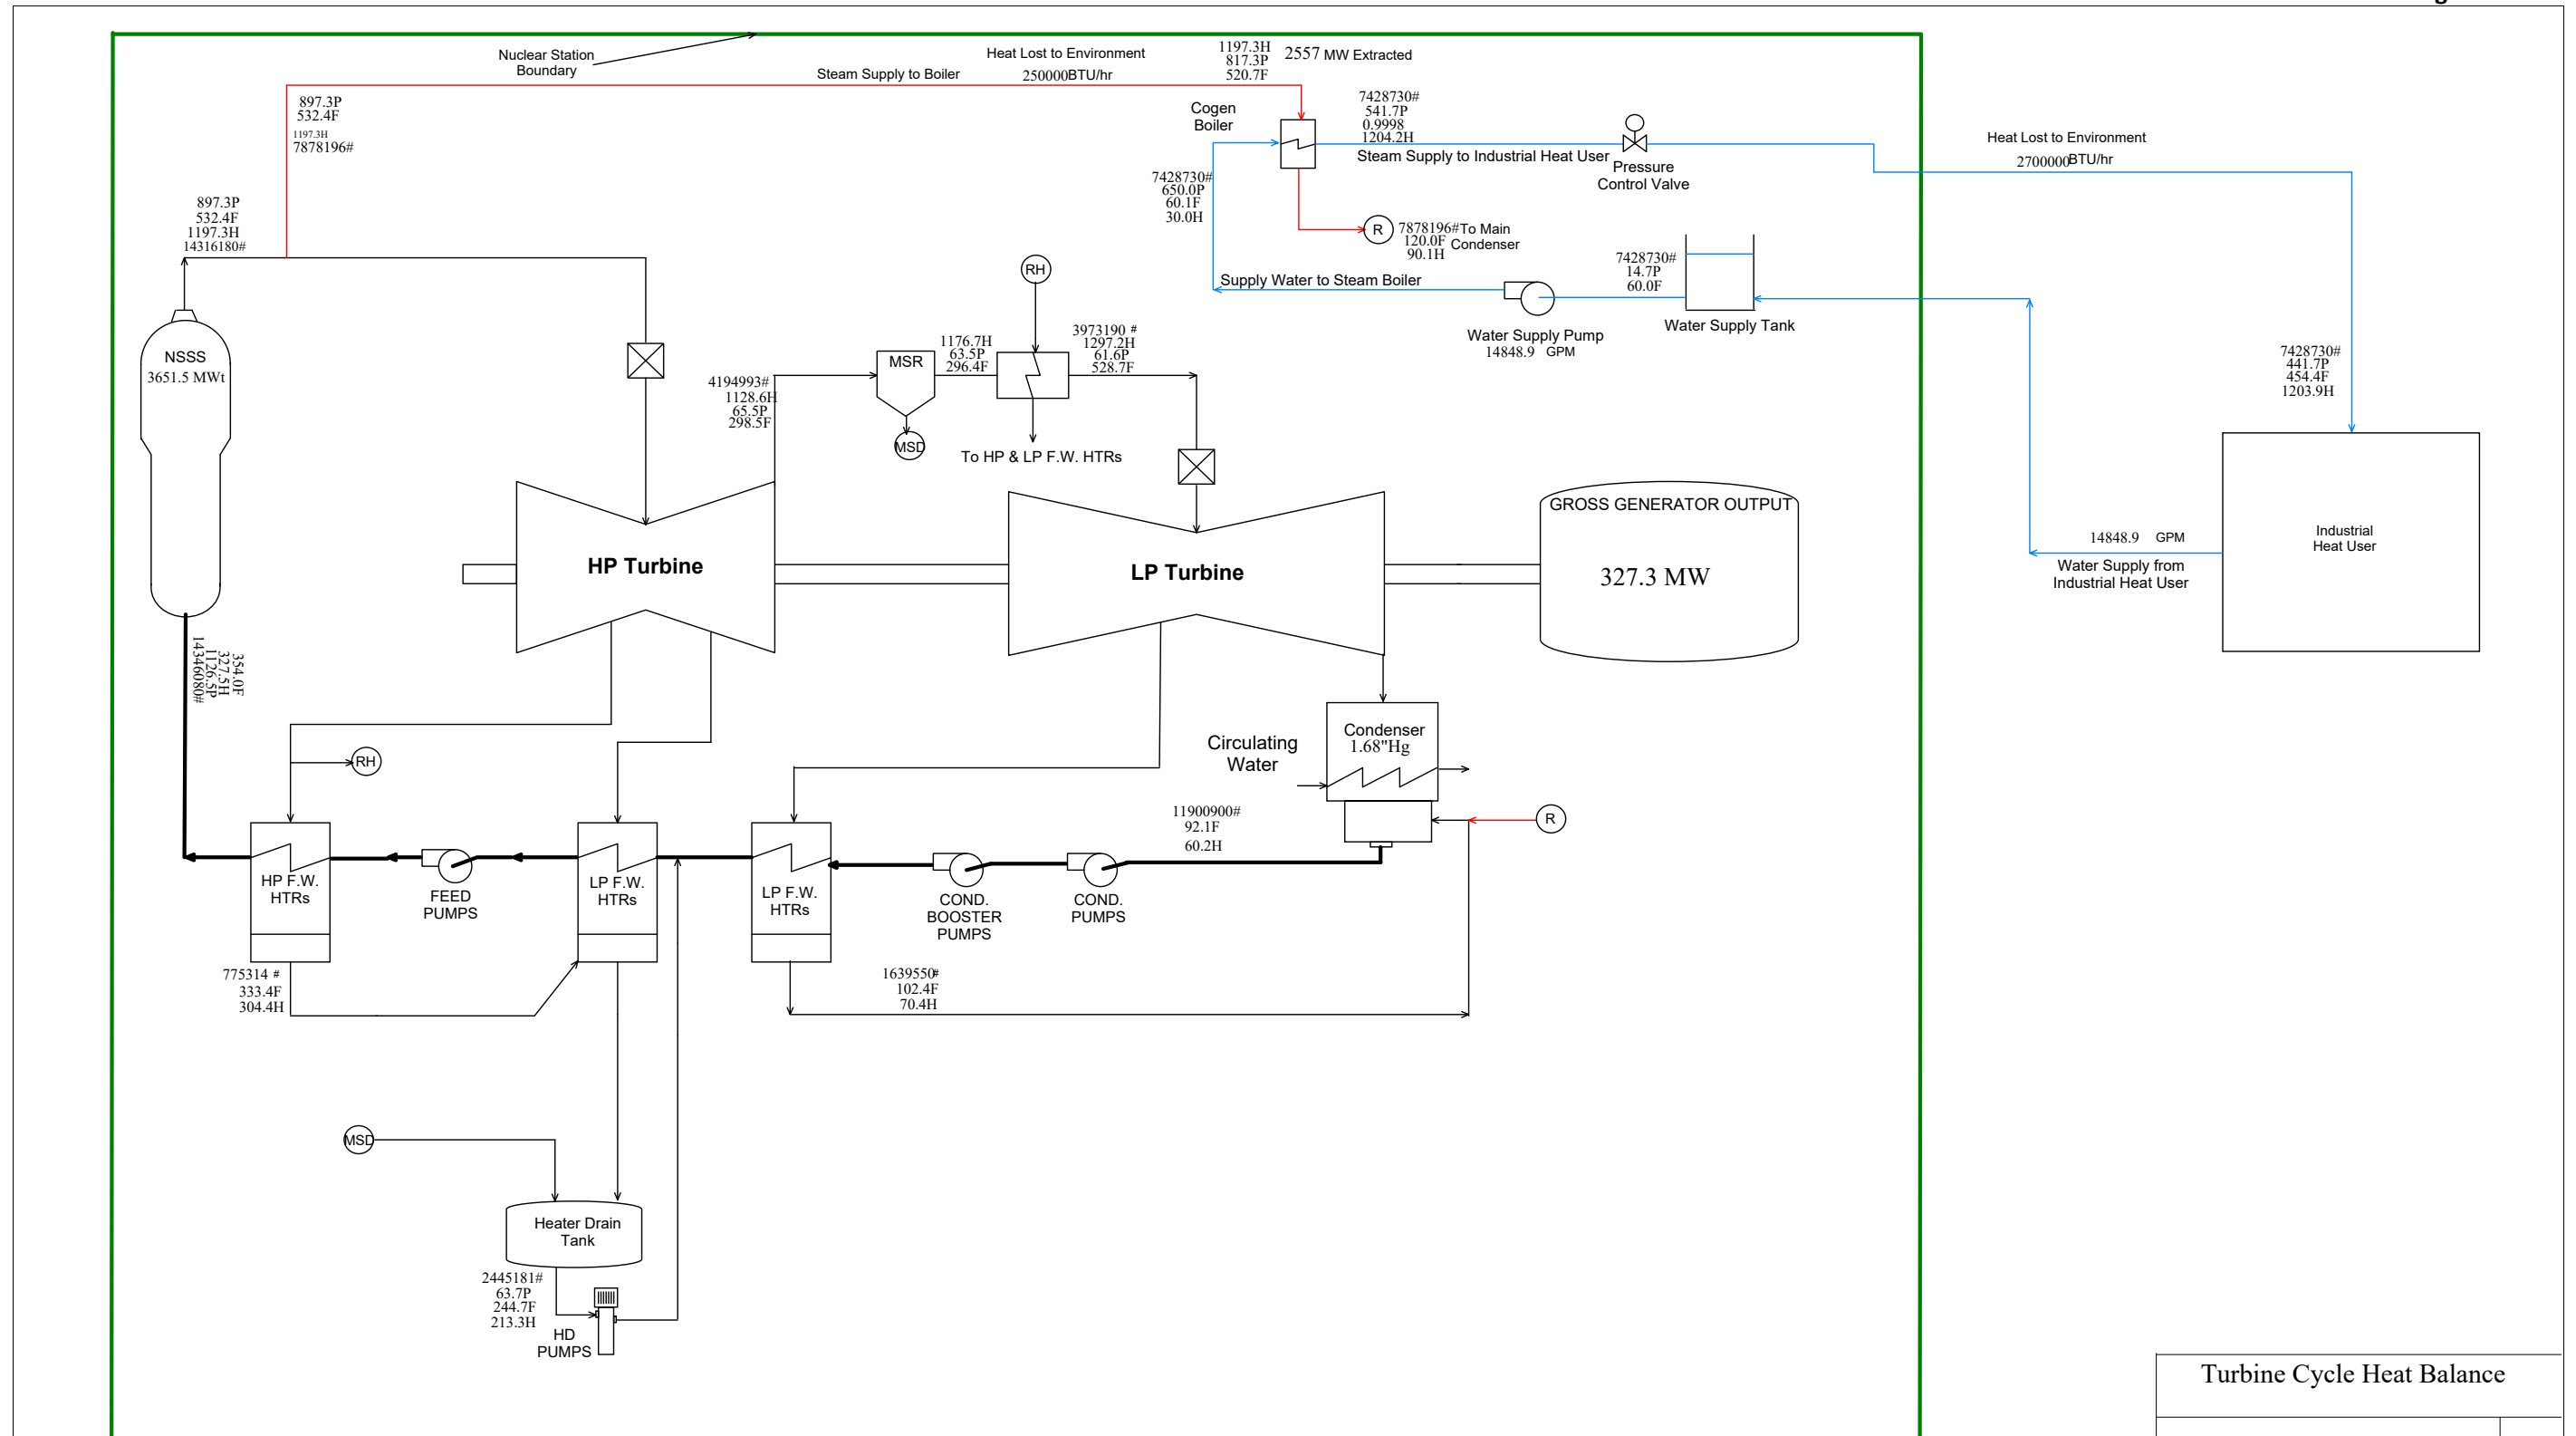 Nuclear Station
Boundary
Heat Lost to Environment
250000BTU/hr
Steam Supply to Boiler
1197.3H
817.3P
520.7F
2557 MW Extracted
897.3P
532.4F
1197.3H
7878196#
Cogen
Boiler
7428730#
541.7P
0.9998
1204.2H
Steam Supply to Industrial Heat User
Pressure
Control Valve
Heat Lost to Environment
2700000BTU/hr
897.3P
532.4F
1197.3H
14316180#
7428730#
650.0P
60.1F
30.0H
R
7878196#To Main
120.0F Condenser
90.1H
Supply Water to Steam Boiler
7428730#
14.7P
60.0F
Water Supply Tank
Water Supply Pump
14848.9 GPM
NSSS
3651.5 MWt
RH
MSR
1176.7H
63.5P
296.4F
3973190 #
1297.2H
61.6P
528.7F
4194993#
1128.6H
65.5P
298.5F
MSD
To HP & LP F.W. HTRs
7428730#
441.7P
454.4F
1203.9H
HP Turbine
LP Turbine
GROSS GENERATOR OUTPUT
327.3 MW
14848.9 GPM
Water Supply from
Industrial Heat User
Industrial
Heat User
354.0F
327.5H
1126.5P
14346080#
RH
Circulating
Water
Condenser
1.68"Hg
11900900#
92.1F
60.2H
R
HP F.W.
HTRs
FEED
PUMPS
LP F.W.
HTRs
LP F.W.
HTRs
COND.
BOOSTER
PUMPS
COND.
PUMPS
775314 #
333.4F
304.4H
1639550#
102.4F
70.4H
MSD
Heater Drain
Tank
2445181#
63.7P
244.7F
213.3H
HD
PUMPS
Turbine Cycle Heat Balance